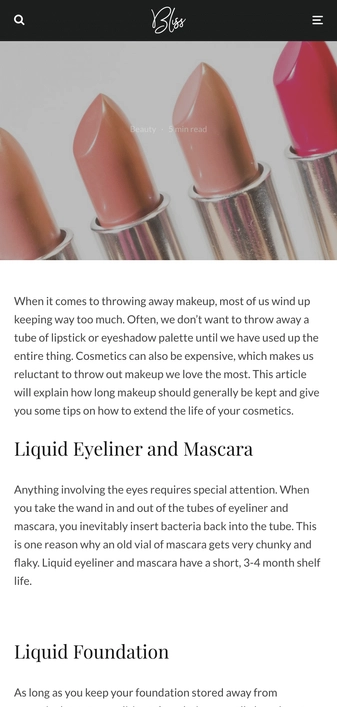 Bliss
Beauty 3 min read
When it comes to throwing away makeup, most of us wind up
keeping way too much. Often, we don't want to throw away a
tube of lipstick or eyeshadow palette until we have used up the
entire thing. Cosmetics can also be expensive, which makes us
reluctant to throw out makeup we love the most. This article
will explain how long makeup should generally be kept and give
you some tips on how to extend the life of your cosmetics.
Liquid Eyeliner and Mascara
Anything involving the eyes requires special attention. When
you take the wand in and out of the tubes of eyeliner and
mascara, you inevitably insert bacteria back into the tube. This
is one reason why an old vial of mascara gets very chunky and
flaky. Liquid eyeliner and mascara have a short, 3-4 month shelf
life.
Liquid Foundation
As long as you keep your foundation stored away from